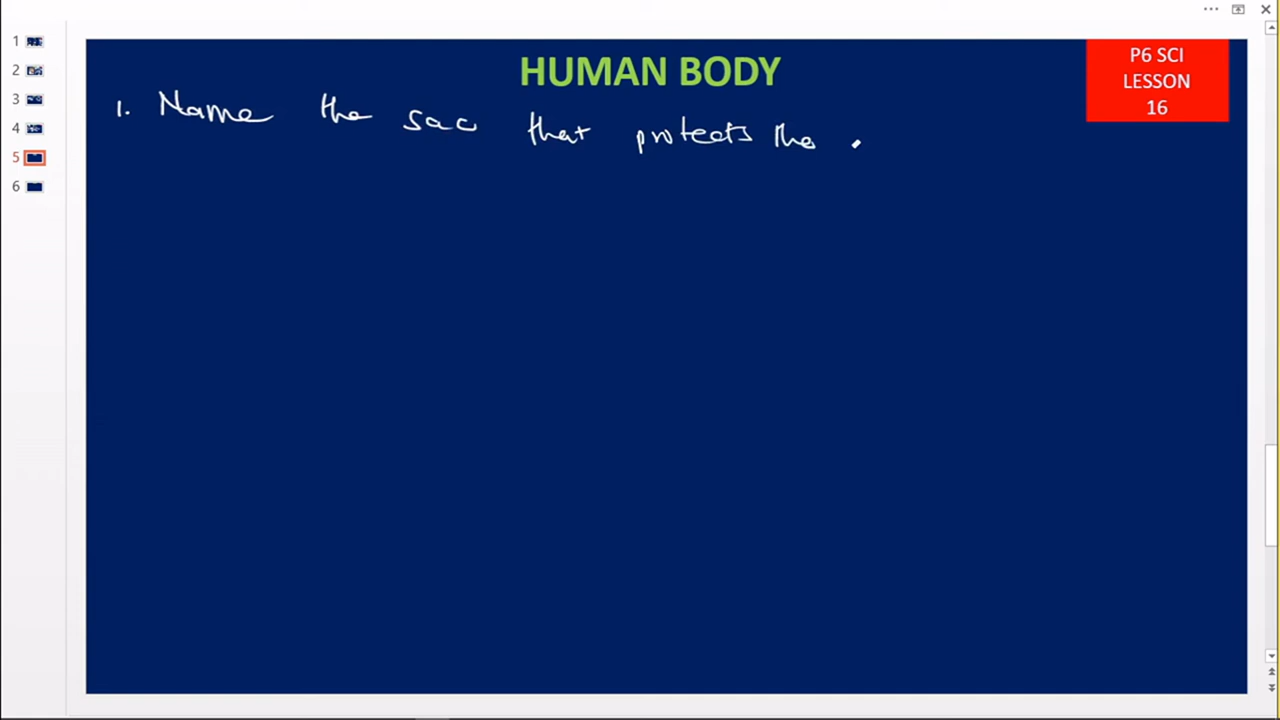 1
2
3
4
5
6
HUMAN BODY
P6 SCI
LESSON
16
1. Name the sac that protects the